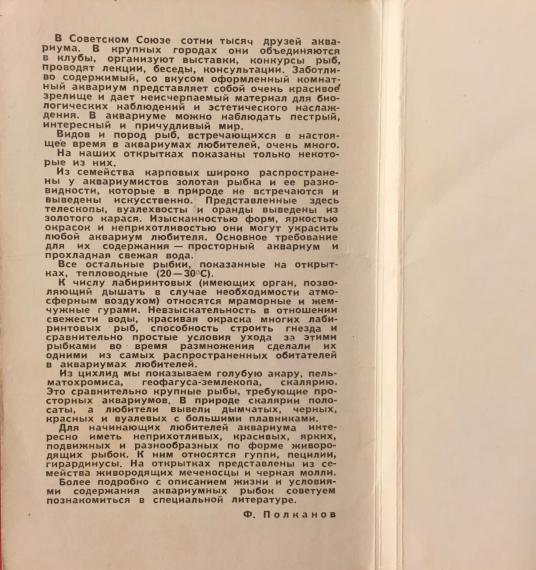 В Советском Союзе сотни тысяч друзей аква-
риума. В крупных городах они объединяются
в клубы, организуют выставки, конкурсы рыб,
проводят лекции, беседы, консультации. Заботли-
во содержимый, со вкусом оформленный комнат-
ный аквариум представляет собой очень красивое
зрелище и дает неисчерпаемый материал для био-
логических наблюдений и эстетического наслаж-
дения. В аквариуме можно наблюдать пестрый,
интересный и причудливый мир.
Видов и пород рыб, встречающихся в настоя-
щее время в аквариумах любителей, очень много.
На наших открытках показаны только некото-
рые из них.
Из семейства карповых широко распростране-
ны у аквариумистов золотая рыбка и ее разно-
видности, которые в природе не встречаются и
выведены искусственно. Представленные здесь
телескопы, вуалехвосты и оранды выведены из
золотого карася. Изысканностью форм, яркостью
окрасок и неприхотливостью они могут украсить
любой аквариум любителя. Основное требование
для их содержания — просторный аквариум и
прохладная свежая вода.
Все остальные рыбки, показанные на открыт-
ках, тепловодные (20—30°С).
К числу лабиринтовых (имеющих орган, позво-
ляющий дышать в случае необходимости атмо-
сферным воздухом) относятся мраморные и жем-
чужные гурами. Невзыскательность в отношении
свежести воды, красивая окраска многих лаби-
ринтовых рыб, способность строить гнезда и
сравнительно простые условия ухода за этими
рыбками во время размножения сделали их
одними из самых распространенных обитателей
в аквариумах любителей.
Из цихлид мы показываем голубую акару, пель-
матохромиса, геофагуса-землекопа, скалярию.
Это сравнительно крупные рыбы, требующие про-
сторных аквариумов. В природе скалярии поло-
саты, а любители вывели дымчатых, черных,
красных и вуалевых с большими плавниками.
Для начинающих любителей аквариума инте-
ресно иметь неприхотливых, красивых, ярких,
подвижных и разнообразных по форме живоро-
дящих рыбок. К ним относятся гуппи, пецилии,
гирардинусы. На открытках представлены из се-
мейства живородящих меченосцы и черная молли.
Более подробно с описанием жизни и условия-
ми содержания аквариумных рыбок советуем
познакомиться в специальной литературе.
Ф. Полканов